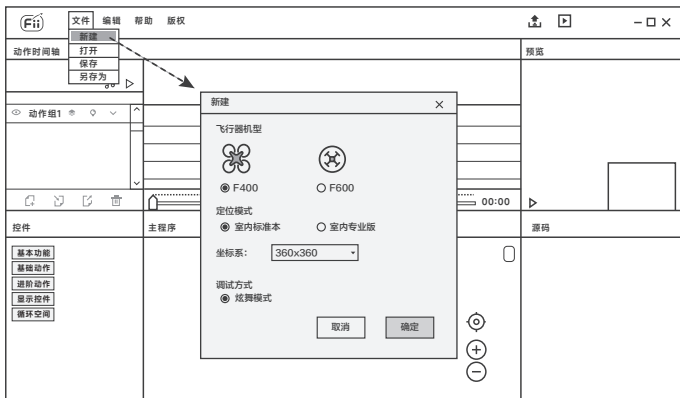 Fii 文件 编辑 帮助 版权
新建
打开
保存
另存为
动作时间轴
预览
动作组1
00:00
新建
飞行器机型
F400 F600
定位模式
室内标准本 室内专业版
坐标系： 360x360
调试方式
炫舞模式
取消 确定
控件
主程序
源码
基本功能
基础动作
进阶动作
显示控件
循环空间